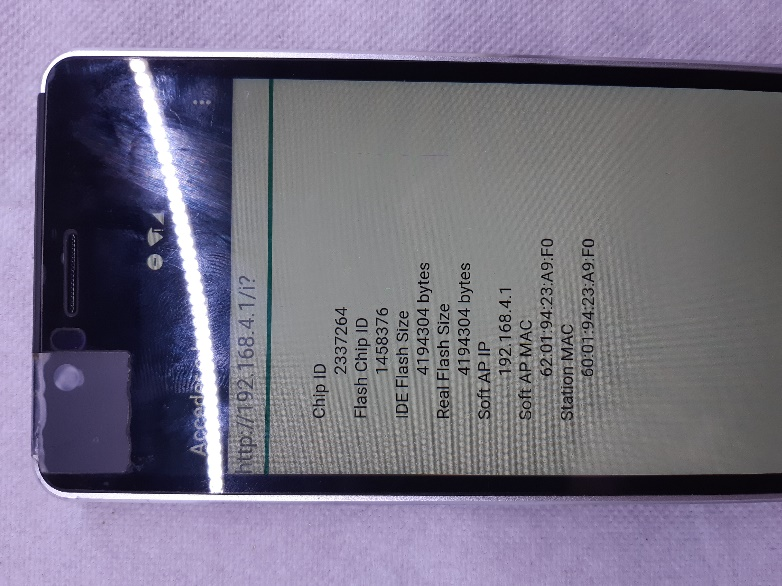 http://192.168.4.1/i?
Chip ID
2337264
Flash Chip ID
1458376
IDE Flash Size
4194304 bytes
Real Flash Size
4194304 bytes
Soft AP IP
192.168.4.1
Soft AP MAC
62:01:94:23:A9:F0
Station MAC
60:01:94:23:A9:F0